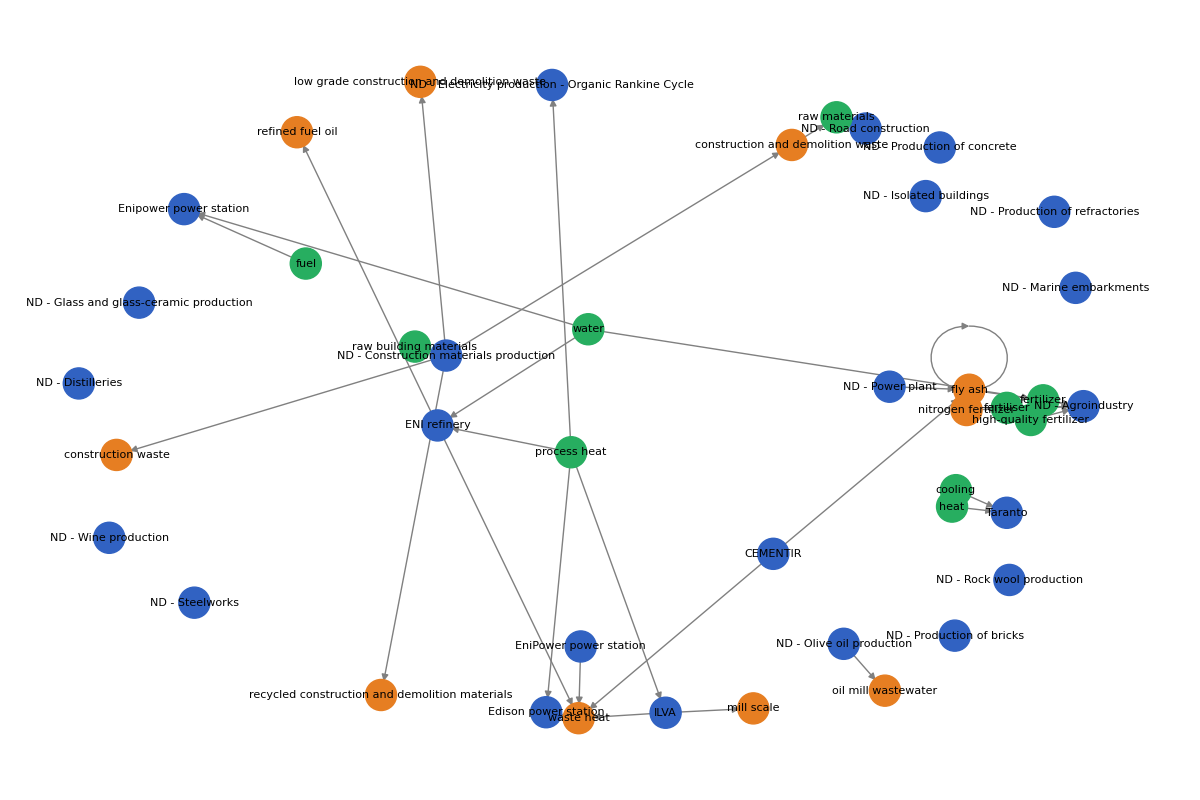 low grade construction and demolition waste
ND - Electricity production - Organic Rankine Cycle
raw materials
ND - Road construction
refined fuel oil
construction and demolition waste
ND - Production of concrete
ND - Isolated buildings
Enipower power station
ND - Production of refractories
fuel
ND - Marine embarkments
ND - Glass and glass-ceramic production
water
raw building materials
ND - Construction materials production
ND - Distilleries
ND - Power plant
fly ash
fertilizer
ND - Agroindustry
nitrogen fertilizer
fertiliser
high-quality fertilizer
ENI refinery
process heat
construction waste
cooling
heat
Taranto
ND - Wine production
CEMENTIR
ND - Rock wool production
ND - Steelworks
EniPower power station
ND - Olive oil production
ND - Production of bricks
oil mill wastewater
recycled construction and demolition materials
Edison power station
waste heat
ILVA
mill scale